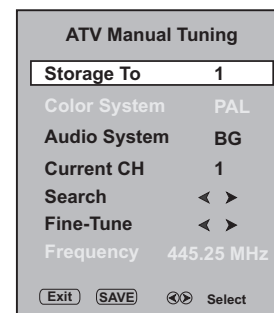 ATV Manual Tuning
Storage To 1
Color System PAL
Audio System BG
Current CH 1
Search
Fine-Tune
Frequency 445.25 MHz
Exit SAVE Select